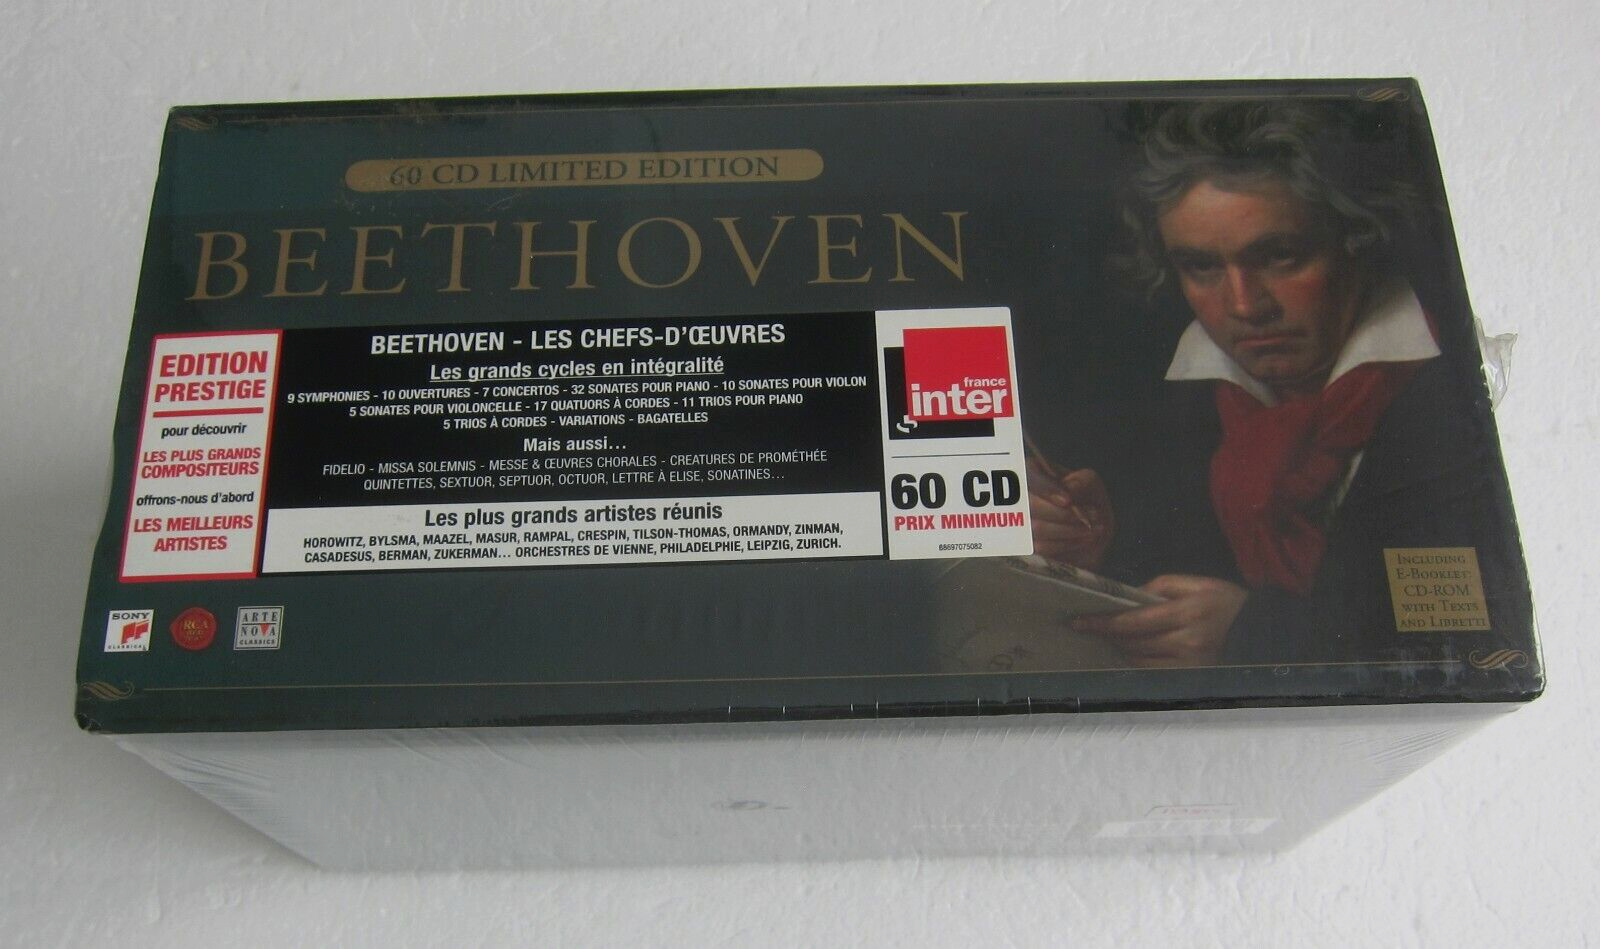 60 CD LIMITED EDITION
BEETHOVEN
EDITION
PRESTIGE
pour découvrir
LES PLUS GRANDS
COMPOSITEURS
offrons-nous d'abord
LES MEILLEURS
ARTISTES
BEETHOVEN - LES CHEFS-D'ŒUVRES
Les grands cycles en intégralité
9 SYMPHONIES - 10 OUVERTURES - 7 CONCERTOS - 32 SONATES POUR PIANO - 10 SONATES POUR VIOLON
5 SONATES POUR VIOLONCELLE - 17 QUATUORS À CORDES - 11 TRIOS POUR PIANO
5 TRIOS À CORDES - VARIATIONS - BAGATELLES
Mais aussi...
FIDELIO - MISSA SOLEMNIS - MESSE & ŒUVRES CHORALES - CREATURES DE PROMÉTHÉE
QUINTETTES, SEXTUOR, SEPTUOR, OCTUOR, LETTRE À ELISE, SONATINES...
Les plus grands artistes réunis
HOROWITZ, BYLSMA, MAAZEL, MASUR, RAMPAL, CRESPIN, TILSON-THOMAS, ORMANDY, ZINMAN,
CASADESUS, BERMAN, ZUKERMAN... ORCHESTRES DE VIENNE, PHILADELPHIE, LEIPZIG, ZURICH.
france
inter
60 CD
PRIX MINIMUM
88697075082
INCLUDING
E-BOOKLET:
CD-ROM
WITH TEXTS
AND LIBRETTI
SONY
CLASSICAL
RCA
RED SEAL
ARTE
NOVA
CLASSICS